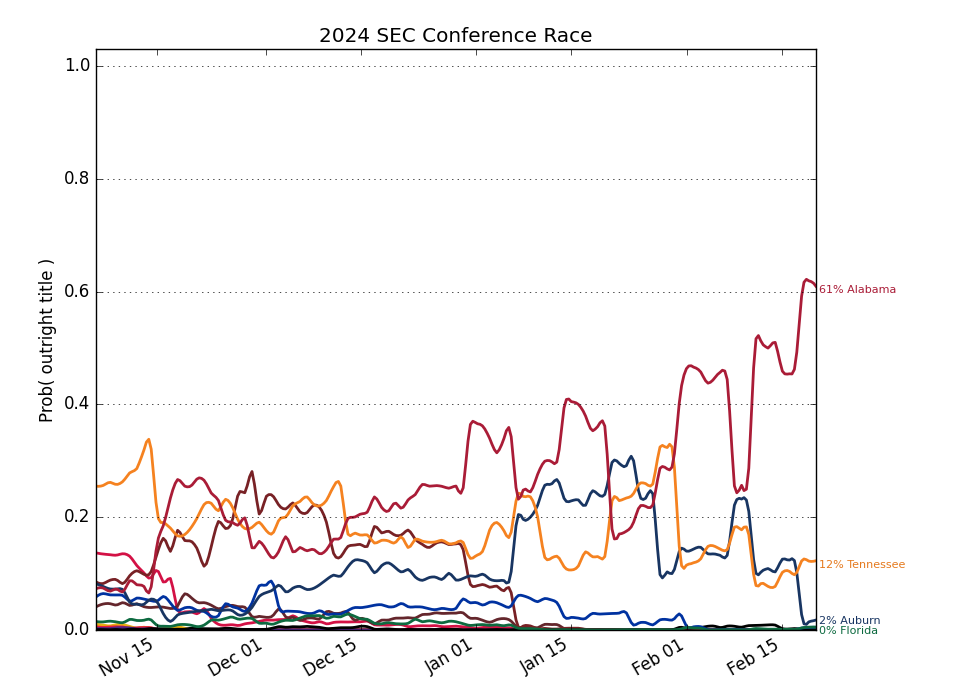 2024 SEC Conference Race
Prob( outright title )
1.0
0.8
0.6
0.4
0.2
0.0
61% Alabama
12% Tennessee
2% Auburn
0% Florida
Nov 15
Dec 01
Dec 15
Jan 01
Jan 15
Feb 01
Feb 15